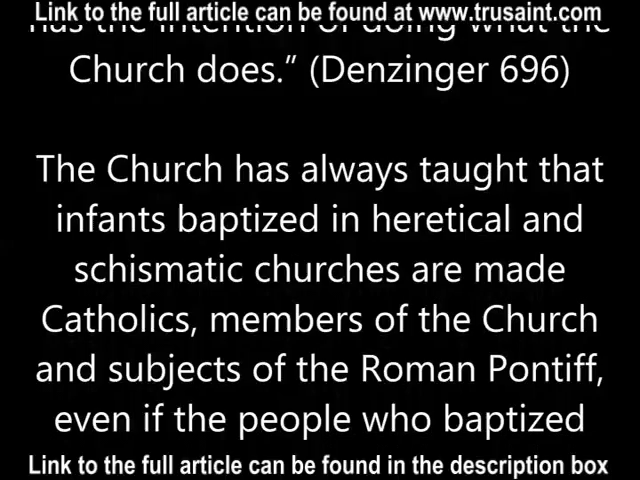 Link to the full article can be found at www.trusaint.com
has the intention of doing what the
Church does.” (Denzinger 696)
The Church has always taught that
infants baptized in heretical and
schismatic churches are made
Catholics, members of the Church
and subjects of the Roman Pontiff,
even if the people who baptized
Link to the full article can be found in the description box